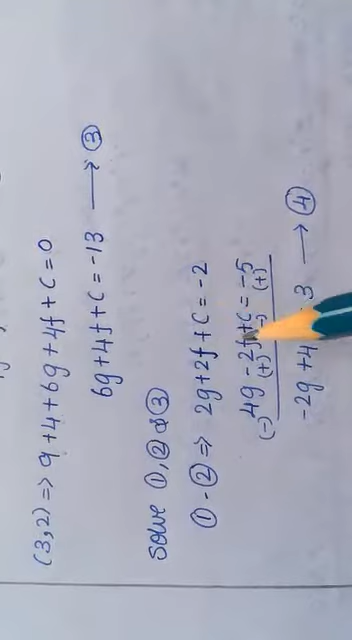 (3,2) => 9+4+6g+4f+c=0
6g+4f+c=-13 → ③
Solve ①,② & ③
①-② => 2g+2f+c=-2
4g-2f+c=-5
(-) (+) (-) (+)
-2g+4 3 → ④